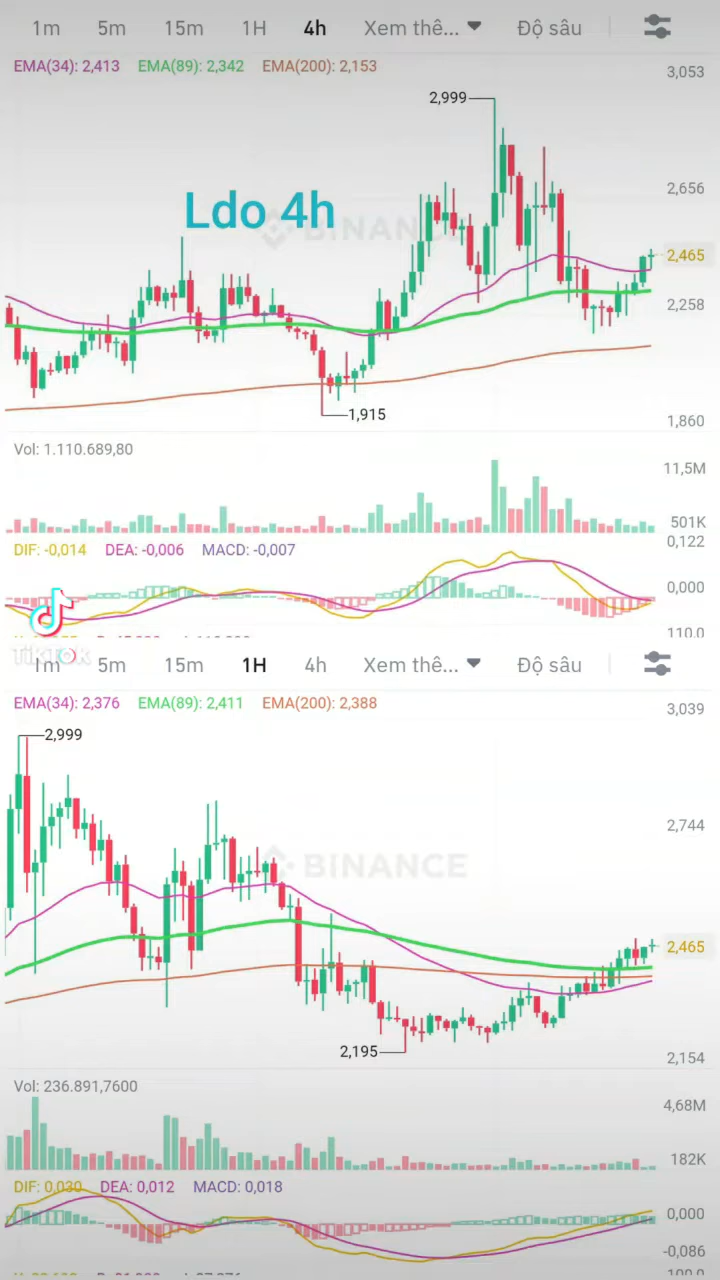 1m 5m 15m 1H 4h Xem thê... Độ sâu
EMA(34): 2,413 EMA(89): 2,342 EMA(200): 2,153
3,053
2,999
2,656
Ldo 4h
BINANCE
2,465
2,258
1,915
1,860
Vol: 1.110.689,80
11,5M
501K
DIF: -0,014 DEA: -0,006 MACD: -0,007
0,122
0,000
110.0
TikTok
1m 5m 15m 1H 4h Xem thê... Độ sâu
EMA(34): 2,376 EMA(89): 2,411 EMA(200): 2,388
3,039
2,999
2,744
BINANCE
2,465
2,195
2,154
Vol: 236.891,7600
4,68M
182K
DIF: 0,030 DEA: 0,012 MACD: 0,018
0,000
-0,086